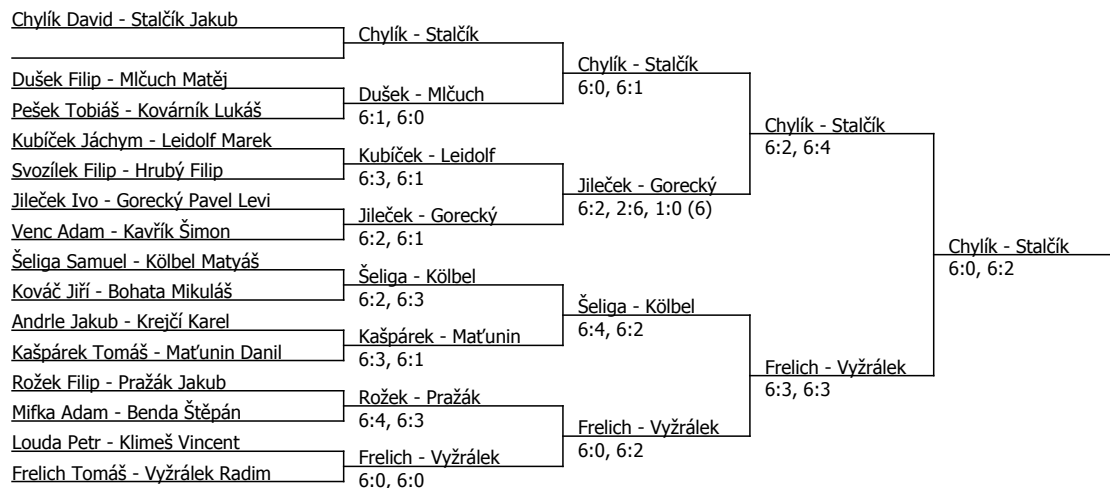 Chylík David - Stalčík Jakub
Dušek Filip - Mlčuch Matěj
Pešek Tobiáš - Kovárník Lukáš
Kubíček Jáchym - Leidolf Marek
Svozílek Filip - Hrubý Filip
Jileček Ivo - Gorecký Pavel Levi
Venc Adam - Kavřík Šimon
Šeliga Samuel - Kölbel Matyáš
Kováč Jiří - Bohata Mikuláš
Andrle Jakub - Krejčí Karel
Kašpárek Tomáš - Maťunin Danil
Rožek Filip - Pražák Jakub
Mifka Adam - Benda Štěpán
Louda Petr - Klimeš Vincent
Frelich Tomáš - Vyžrálek Radim
Chylík - Stalčík
Dušek - Mlčuch
6:1, 6:0
Kubíček - Leidolf
6:3, 6:1
Jileček - Gorecký
6:2, 6:1
Šeliga - Kölbel
6:2, 6:3
Kašpárek - Maťunin
6:3, 6:1
Rožek - Pražák
6:4, 6:3
Frelich - Vyžrálek
6:0, 6:0
Chylík - Stalčík
6:0, 6:1
Jileček - Gorecký
6:2, 2:6, 1:0 (6)
Šeliga - Kölbel
6:4, 6:2
Frelich - Vyžrálek
6:0, 6:2
Chylík - Stalčík
6:2, 6:4
Frelich - Vyžrálek
6:3, 6:3
Chylík - Stalčík
6:0, 6:2